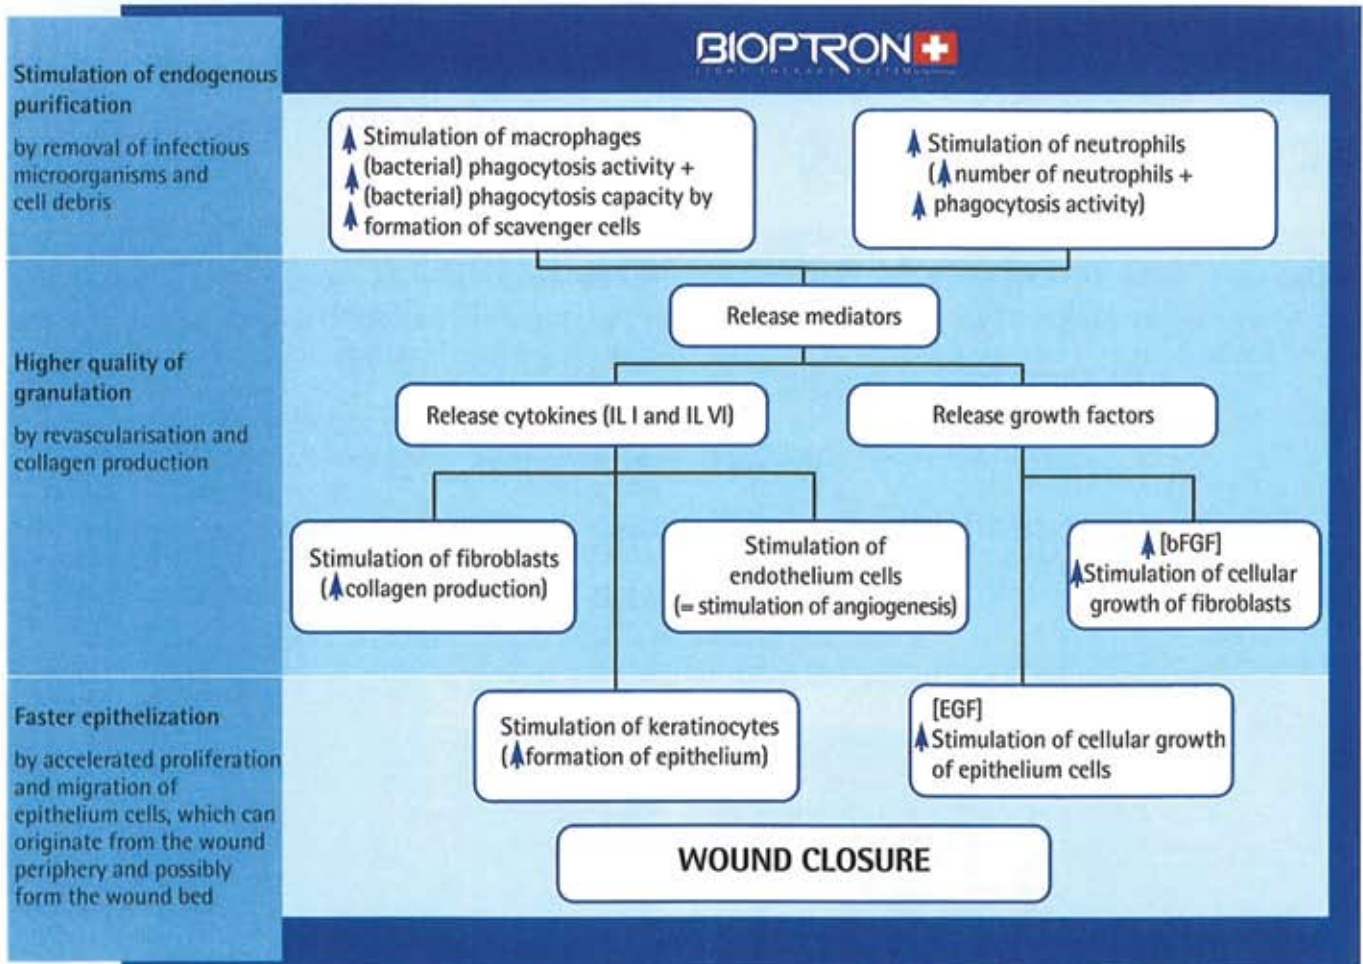 BIOPTRON
LIGHT THERAPY SYSTEM
Stimulation of endogenous
purification
by removal of infectious
microorganisms and
cell debris
Stimulation of macrophages
(bacterial) phagocytosis activity +
(bacterial) phagocytosis capacity by
formation of scavenger cells
Stimulation of neutrophils
(number of neutrophils +
phagocytosis activity)
Release mediators
Higher quality of
granulation
by revascularisation and
collagen production
Release cytokines (IL I and IL VI)
Release growth factors
Stimulation of fibroblasts
(collagen production)
Stimulation of
endothelium cells
(= stimulation of angiogenesis)
[bFGF]
Stimulation of cellular
growth of fibroblasts
Faster epithelization
by accelerated proliferation
and migration of
epithelium cells, which can
originate from the wound
periphery and possibly
form the wound bed
Stimulation of keratinocytes
(formation of epithelium)
[EGF]
Stimulation of cellular growth
of epithelium cells
WOUND CLOSURE